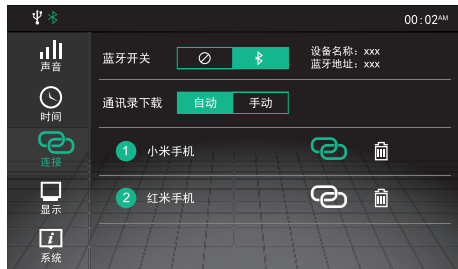 00:02AM
声音
时间
连接
显示
系统
蓝牙开关
设备名称：xxx
蓝牙地址：xxx
通讯录下载 自动 手动
1 小米手机
2 红米手机